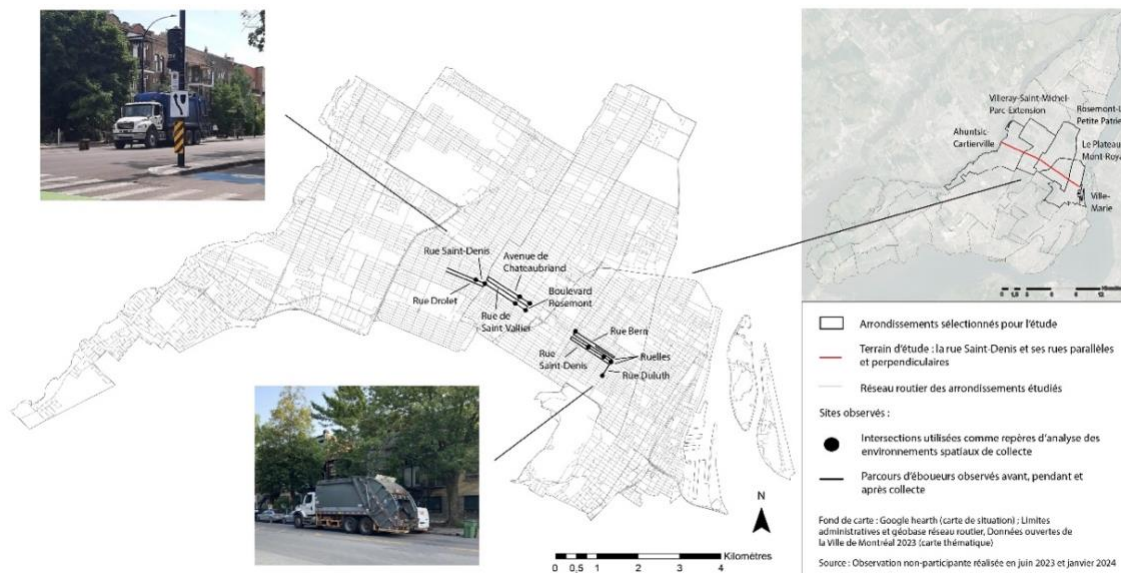 Rue Saint-Denis
Avenue de
Chateaubriand
Rue Drolet
Rue de
Saint Vallier
Boulevard
Rosemont
Rue Berri
Rue
Saint-Denis
Ruelles
Rue Duluth
N
0 0,5 1 2 3 4
Kilomètres
Villeray-Saint-Michel-
Parc-Extension
Rosemont-L
Petite Patrie
Ahuntsic
Cartierville
Le Plateau
Mont-Roya
Ville-
Marie
Arrondissements sélectionnés pour l'étude
Terrain d'étude : la rue Saint-Denis et ses rues parallèles
et perpendiculaires
Réseau routier des arrondissements étudiés
Sites observés :
Intersections utilisées comme repères d'analyse des
environnements spatiaux de collecte
Parcours d'éboueurs observés avant, pendant et
après collecte
Fond de carte : Google hearth (carte de situation) ; Limites
administratives et géobase réseau routier, Données ouvertes de
la Ville de Montréal 2023 (carte thématique)
Source : Observation non-participante réalisée en juin 2023 et janvier 2024